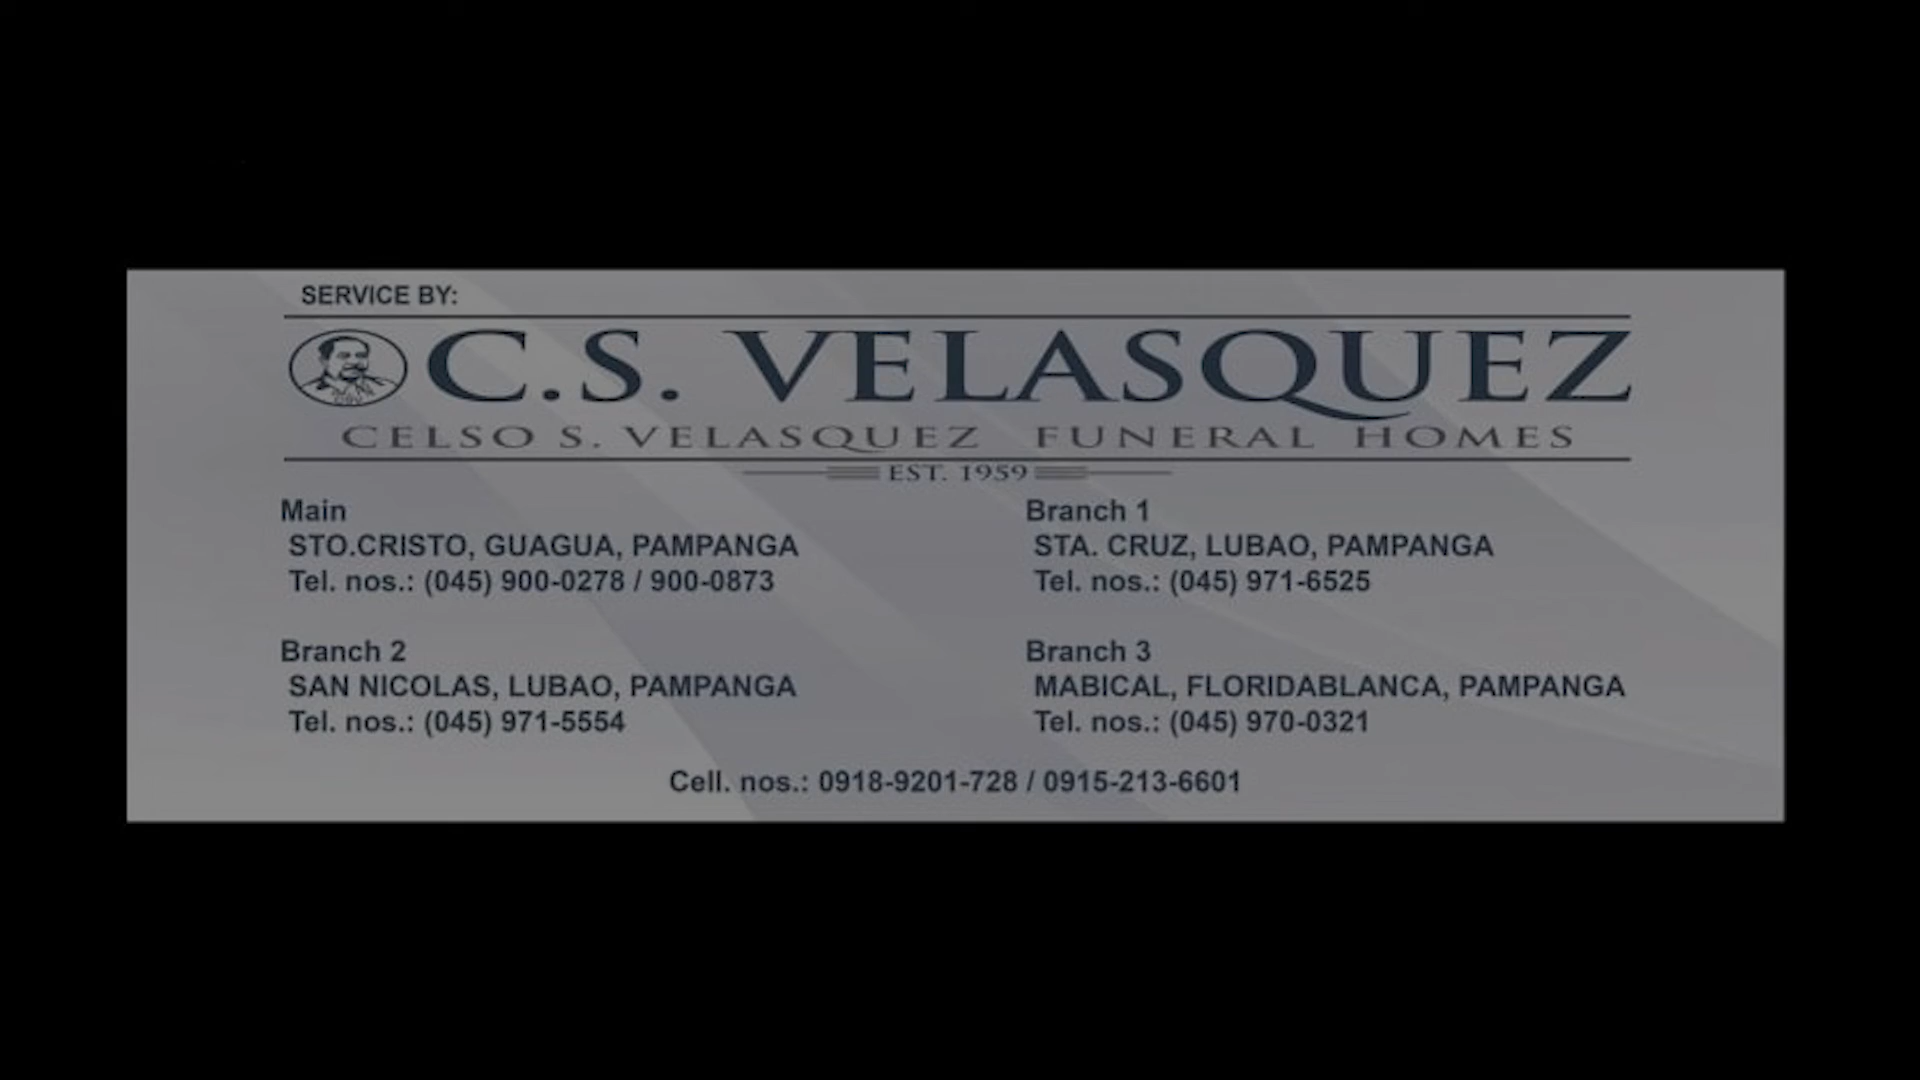 SERVICE BY:
C.S. VELASQUEZ
CELSO S. VELASQUEZ FUNERAL HOMES
EST. 1959
Main
STO.CRISTO, GUAGUA, PAMPANGA
Tel. nos.: (045) 900-0278 / 900-0873
Branch 1
STA. CRUZ, LUBAO, PAMPANGA
Tel. nos.: (045) 971-6525
Branch 2
SAN NICOLAS, LUBAO, PAMPANGA
Tel. nos.: (045) 971-5554
Branch 3
MABICAL, FLORIDABLANCA, PAMPANGA
Tel. nos.: (045) 970-0321
Cell. nos.: 0918-9201-728 / 0915-213-6601